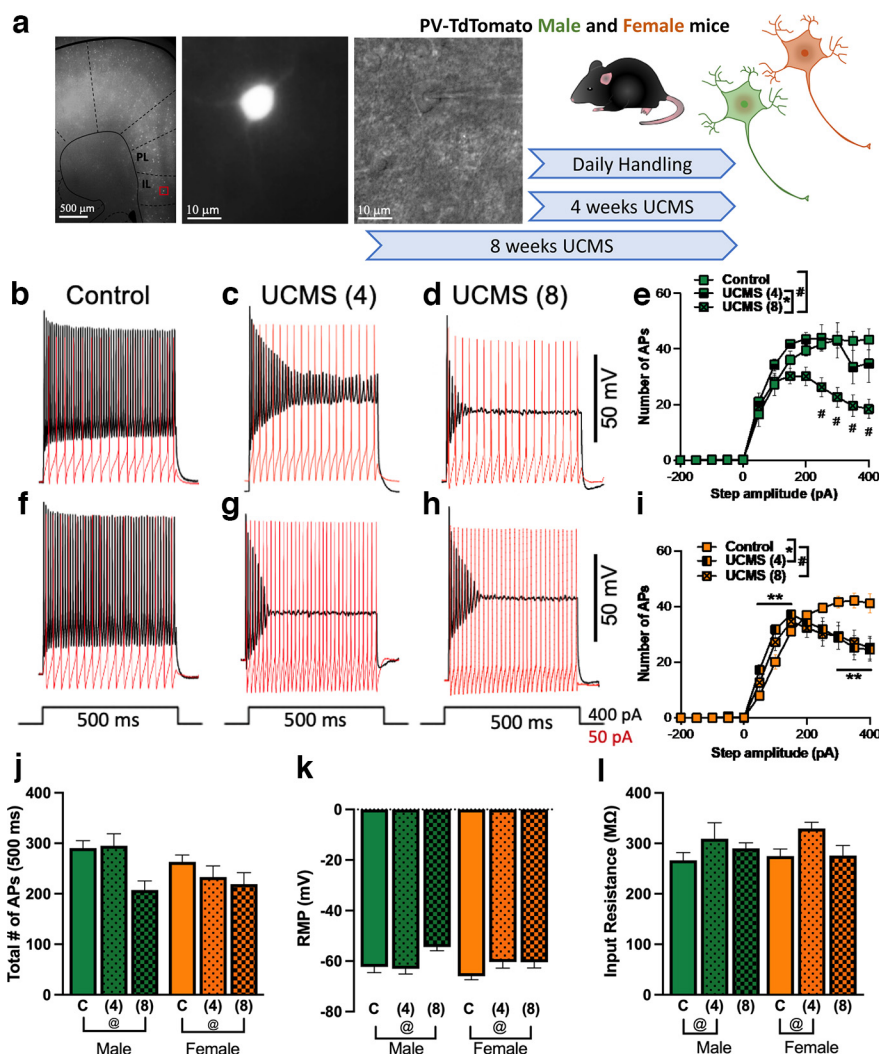 a
PV-TdTomato Male and Female mice
PL
IL
500 µm
10 µm
10 µm
Daily Handling
4 weeks UCMS
8 weeks UCMS
b Control
c UCMS (4)
d UCMS (8)
50 mV
e
Control
UCMS (4)
UCMS (8)
* #
Number of APs
60
40
20
0
# # # #
-200 0 200 400
Step amplitude (pA)
f
g
h
50 mV
500 ms
500 ms
500 ms
400 pA
50 pA
i
Control
UCMS (4)
UCMS (8)
* #
Number of APs
60
40
20
0
**
**
-200 0 200 400
Step amplitude (pA)
j
Total # of APs (500 ms)
400
300
200
100
0
C (4) (8) C (4) (8)
@ @
Male Female
k
RMP (mV)
0
-20
-40
-60
-80
C (4) (8) C (4) (8)
@ @
Male Female
l
Input Resistance (MΩ)
400
300
200
100
0
C (4) (8) C (4) (8)
@ @
Male Female